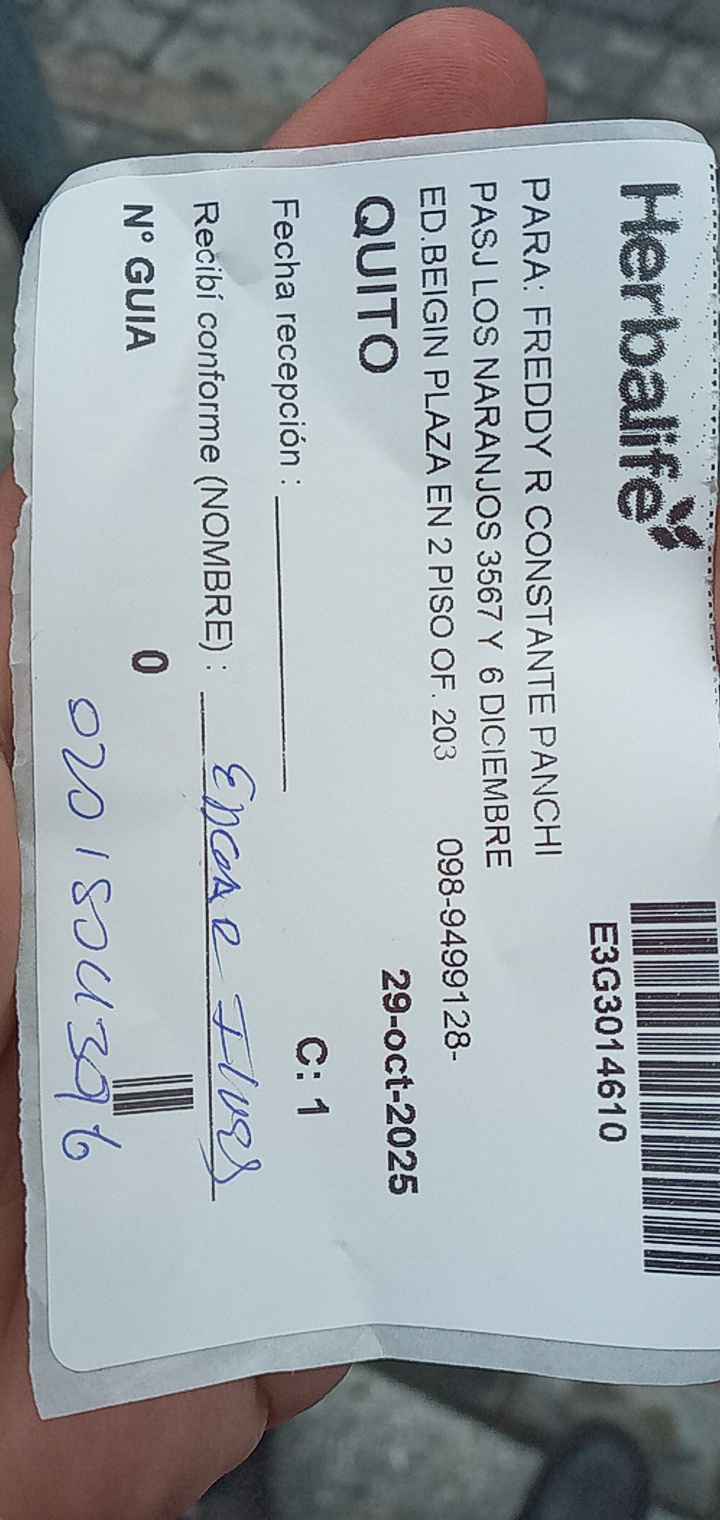 Herbalife
E3G3014610
PARA: FREDDY R CONSTANTE PANCHI
PASJ LOS NARANJOS 3567 Y 6 DICIEMBRE
ED.BEIGIN PLAZA EN 2 PISO OF. 203 098-9499128-
QUITO 29-oct-2025
Fecha recepción :
C: 1
Recibí conforme (NOMBRE) :
N° GUIA 0
0201804396